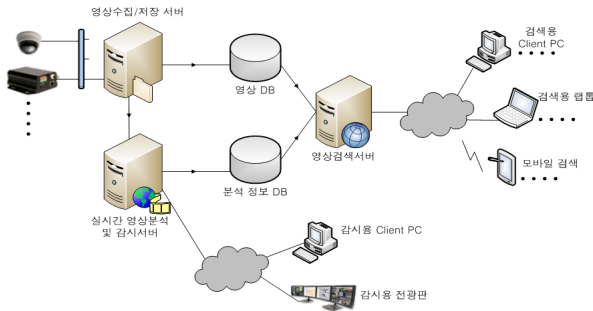 영상수집/저장 서버
영상 DB
영상검색서버
검색용
Client PC
검색용 랩톱
모바일 검색
분석 정보 DB
실시간 영상분석
및 감시서버
감시용 Client PC
감시용 전광판